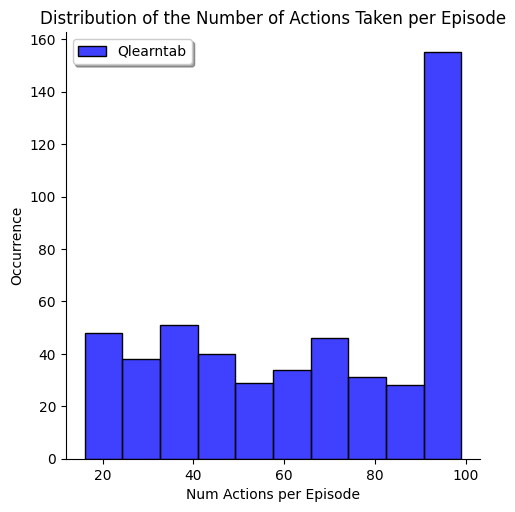 Distribution of the Number of Actions Taken per Episode
Qlearntab
160
140
120
100
80
60
40
20
0
Occurrence
20 40 60 80 100
Num Actions per Episode